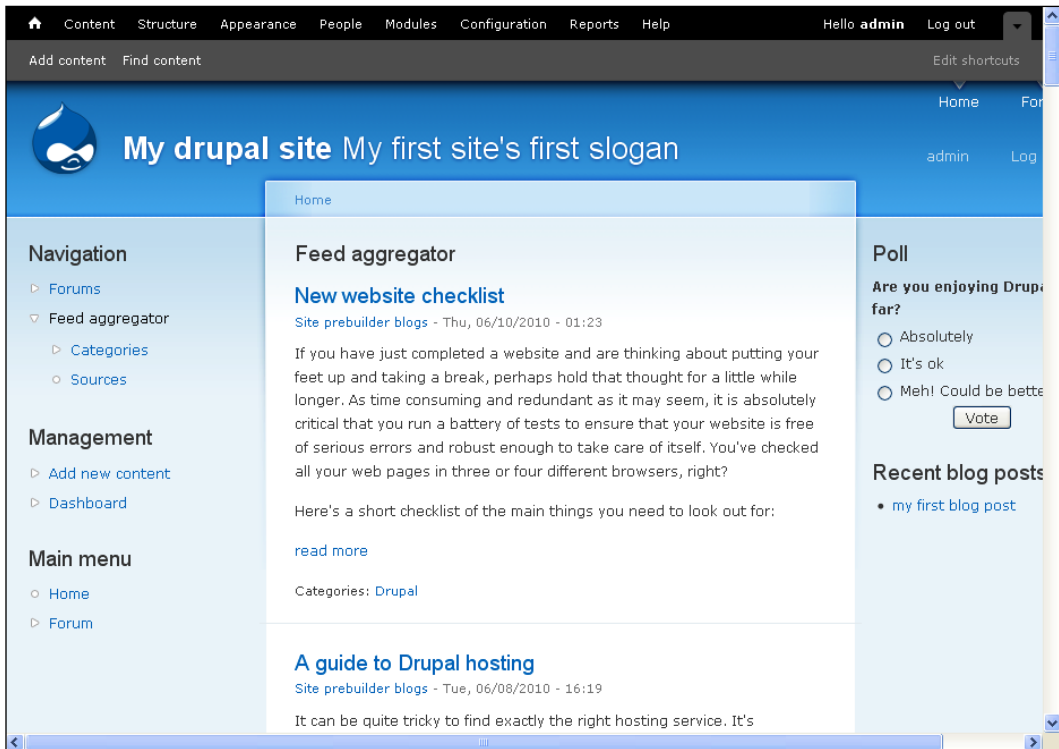 Content Structure Appearance People Modules Configuration Reports Help Hello admin Log out
Add content Find content Edit shortcuts
Home For
My drupal site My first site's first slogan
admin Log
Home
Navigation
Forums
Feed aggregator
Categories
Sources
Management
Add new content
Dashboard
Main menu
Home
Forum
Feed aggregator
New website checklist
Site prebuilder blogs - Thu, 06/10/2010 - 01:23
If you have just completed a website and are thinking about putting your
feet up and taking a break, perhaps hold that thought for a little while
longer. As time consuming and redundant as it may seem, it is absolutely
critical that you run a battery of tests to ensure that your website is free
of serious errors and robust enough to take care of itself. You've checked
all your web pages in three or four different browsers, right?
Here's a short checklist of the main things you need to look out for:
read more
Categories: Drupal
A guide to Drupal hosting
Site prebuilder blogs - Tue, 06/08/2010 - 16:19
It can be quite tricky to find exactly the right hosting service. It's
Poll
Are you enjoying Drupa
far?
Absolutely
It's ok
Meh! Could be bette
Vote
Recent blog posts
my first blog post